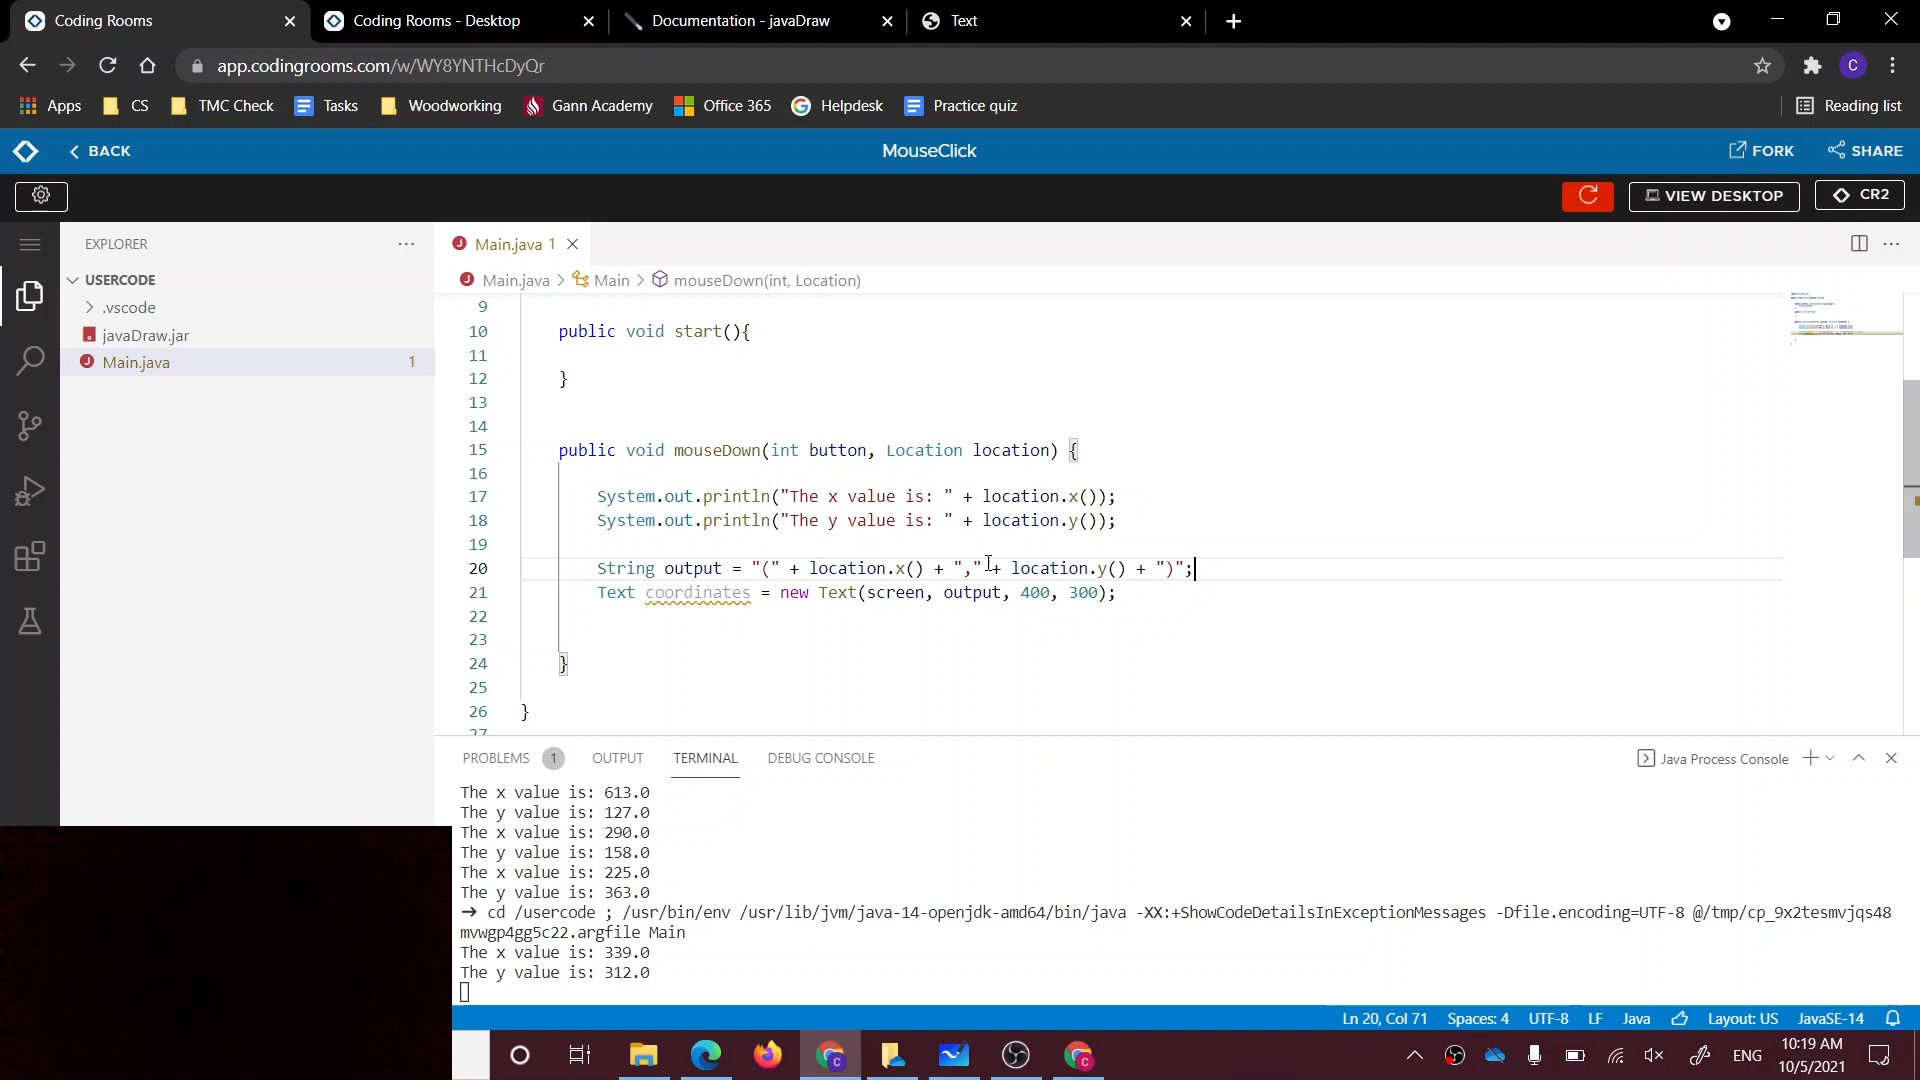 Coding Rooms
Coding Rooms - Desktop
Documentation - javaDraw
Text
app.codingrooms.com/w/WY8YNTHcDyQr
C
Apps
CS
TMC Check
Tasks
Woodworking
Gann Academy
Office 365
Helpdesk
Practice quiz
Reading list
BACK
MouseClick
FORK
SHARE
VIEW DESKTOP
CR2
EXPLORER
Main.java 1
USERCODE
Main.java > Main > mouseDown(int, Location)
.vscode
javaDraw.jar
Main.java 1
9
10 public void start(){
11
12 }
13
14
15 public void mouseDown(int button, Location location) {
16
17 System.out.println("The x value is: " + location.x());
18 System.out.println("The y value is: " + location.y());
19
20 String output = "(" + location.x() + "," + location.y() + ")";
21 Text coordinates = new Text(screen, output, 400, 300);
22
23
24 }
25
26 }
27
PROBLEMS 1 OUTPUT TERMINAL DEBUG CONSOLE
Java Process Console
The x value is: 613.0
The y value is: 127.0
The x value is: 290.0
The y value is: 158.0
The x value is: 225.0
The y value is: 363.0
→ cd /usercode ; /usr/bin/env /usr/lib/jvm/java-14-openjdk-amd64/bin/java -XX:+ShowCodeDetailsInExceptionMessages -Dfile.encoding=UTF-8 @/tmp/cp_9x2tesmvjqs48
mvwgp4gg5c22.argfile Main
The x value is: 339.0
The y value is: 312.0
Ln 20, Col 71 Spaces: 4 UTF-8 LF Java Layout: US JavaSE-14
ENG
10:19 AM
10/5/2021